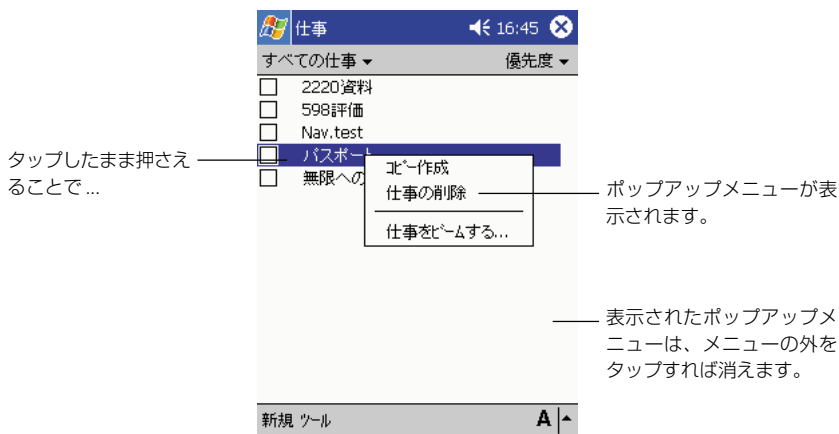 仕事 16:45
すべての仕事 優先度
2220資料
598評価
Nav.test
パスポート
無限への
コピー作成
仕事の削除
仕事をビームする...
新規 ツール A
タップしたまま押さえ
ることで ...
ポップアップメニューが表
示されます。
表示されたポップアップメ
ニューは、メニューの外を
タップすれば消えます。